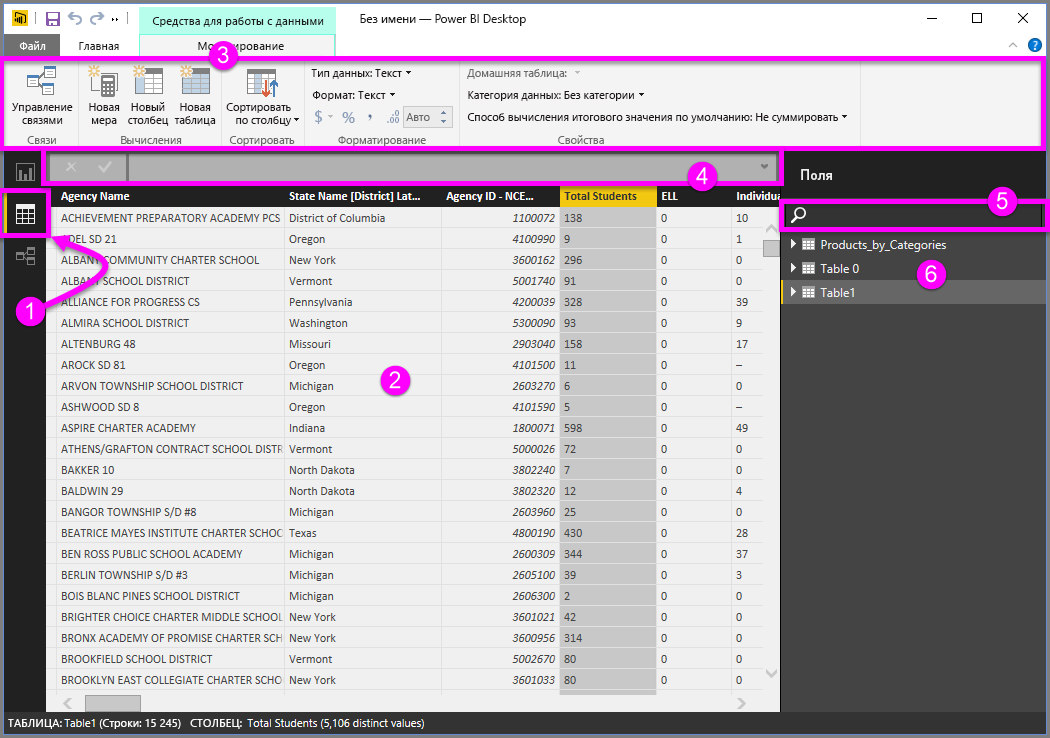 Средства для работы с данными
Без имени — Power BI Desktop
Файл
Главная
3
Управление связями
Связи
Новая мера
Новый столбец
Новая таблица
Вычисления
Сортировать по столбцу
Сортировать
Тип данных: Текст
Формат: Текст
$ % , .00 Авто
Форматирование
Домашняя таблица:
Категория данных: Без категории
Способ вычисления итогового значения по умолчанию: Не суммировать
Свойства
4
Agency Name State Name [District] Lat... Agency ID - NCE... Total Students ELL Individua
ACHIEVEMENT PREPARATORY ACADEMY PCS District of Columbia 1100072 138 0 10
SD 21 Oregon 4100990 9 0 1
ALBANY COMMUNITY CHARTER SCHOOL New York 3600162 296 0 0
ALBANY SCHOOL DISTRICT Vermont 5001740 91 0 0
ALLIANCE FOR PROGRESS CS Pennsylvania 4200039 328 0 39
ALMIRA SCHOOL DISTRICT Washington 5300090 93 0 9
ALTENBURG 48 Missouri 2903040 158 0 17
AROCK SD 81 Oregon 4101500 11 0 –
ARVON TOWNSHIP SCHOOL DISTRICT Michigan 2603270 6 0 0
ASHWOOD SD 8 Oregon 4101590 5 0 –
ASPIRE CHARTER ACADEMY Indiana 1800071 598 0 49
ATHENS/GRAFTON CONTRACT SCHOOL DISTR Vermont 5000026 72 0 0
BAKKER 10 North Dakota 3802240 7 0 0
BALDWIN 29 North Dakota 3802320 12 0 4
BANGOR TOWNSHIP S/D #8 Michigan 2603960 25 0 0
BEATRICE MAYES INSTITUTE CHARTER SCHOC Texas 4800190 430 0 28
BEN ROSS PUBLIC SCHOOL ACADEMY Michigan 2600309 344 0 37
BERLIN TOWNSHIP S/D #3 Michigan 2605100 39 0 3
BOIS BLANC PINES SCHOOL DISTRICT Michigan 2606300 2 0 0
BRIGHTER CHOICE CHARTER MIDDLE SCHOOL New York 3601021 42 0 0
BRONX ACADEMY OF PROMISE CHARTER SCH New York 3600956 314 0 0
BROOKFIELD SCHOOL DISTRICT Vermont 5002670 80 0 0
BROOKLYN EAST COLLEGIATE CHARTER SCHO New York 3601033 80 0 0
1
2
Поля
5
Products_by_Categories
Table 0
6
Table1
ТАБЛИЦА: Table1 (Строки: 15 245) СТОЛБЕЦ: Total Students (5,106 distinct values)